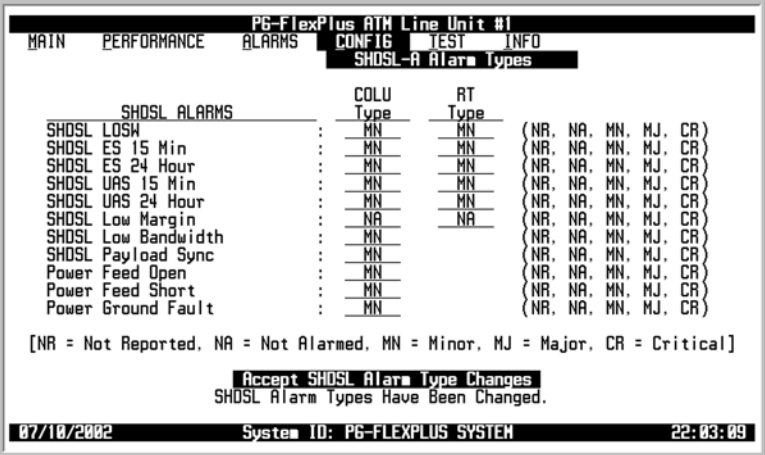 PG-FlexPlus ATM Line Unit #1
MAIN PERFORMANCE ALARMS CONFIG TEST INFO
SHDSL-A Alarm Types
COLU RT
SHDSL ALARMS Type Type
SHDSL LOSW : MN MN (NR, NA, MN, MJ, CR)
SHDSL ES 15 Min : MN MN (NR, NA, MN, MJ, CR)
SHDSL ES 24 Hour : MN MN (NR, NA, MN, MJ, CR)
SHDSL UAS 15 Min : MN MN (NR, NA, MN, MJ, CR)
SHDSL UAS 24 Hour : MN MN (NR, NA, MN, MJ, CR)
SHDSL Low Margin : NA NA (NR, NA, MN, MJ, CR)
SHDSL Low Bandwidth : MN (NR, NA, MN, MJ, CR)
SHDSL Payload Sync : MN (NR, NA, MN, MJ, CR)
Power Feed Open : MN (NR, NA, MN, MJ, CR)
Power Feed Short : MN (NR, NA, MN, MJ, CR)
Power Ground Fault : MN (NR, NA, MN, MJ, CR)
[NR = Not Reported, NA = Not Alarmed, MN = Minor, MJ = Major, CR = Critical]
Accept SHDSL Alarm Type Changes
SHDSL Alarm Types Have Been Changed.
07/10/2002 System ID: PG-FLEXPLUS SYSTEM 22:03:09